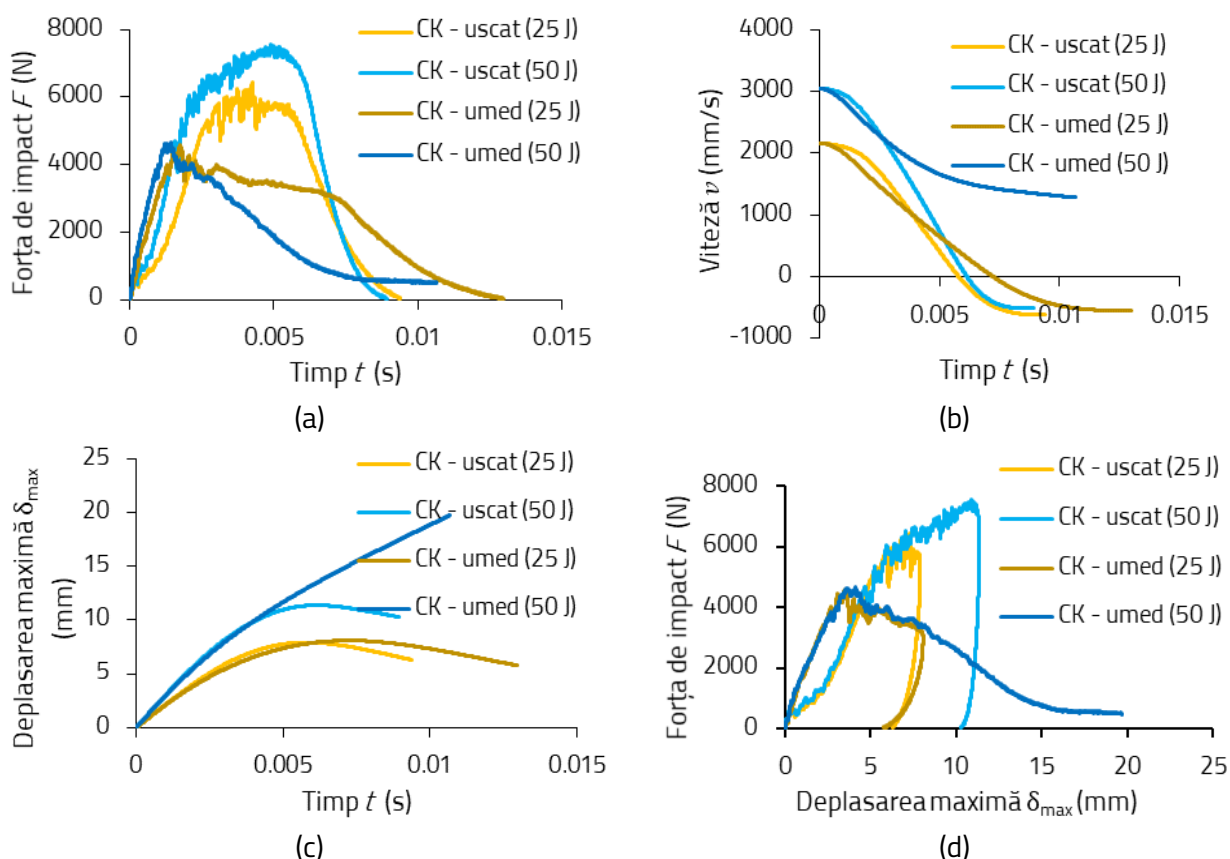 8000
6000
4000
2000
0
Forța de impact F (N)
0
0.005
0.01
0.015
Timp t (s)
CK - uscat (25 J)
CK - uscat (50 J)
CK - umed (25 J)
CK - umed (50 J)
(a)
4000
3000
2000
1000
0
-1000
Viteză v (mm/s)
0
0.005
0.01
0.015
Timp t (s)
CK - uscat (25 J)
CK - uscat (50 J)
CK - umed (25 J)
CK - umed (50 J)
(b)
25
20
15
10
5
0
Deplasarea maximă δmax
(mm)
0
0.005
0.01
0.015
Timp t (s)
CK - uscat (25 J)
CK - uscat (50 J)
CK - umed (25 J)
CK - umed (50 J)
(c)
8000
6000
4000
2000
0
Forța de impact F (N)
0
5
10
15
20
25
Deplasarea maximă δmax (mm)
CK - uscat (25 J)
CK - uscat (50 J)
CK - umed (25 J)
CK - umed (50 J)
(d)